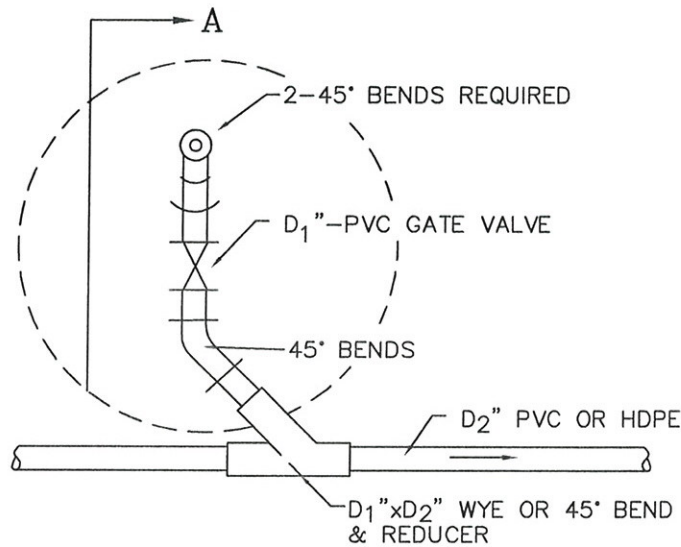 A
2-45° BENDS REQUIRED
D1"-PVC GATE VALVE
45° BENDS
D2" PVC OR HDPE
D1"xD2" WYE OR 45° BEND
& REDUCER